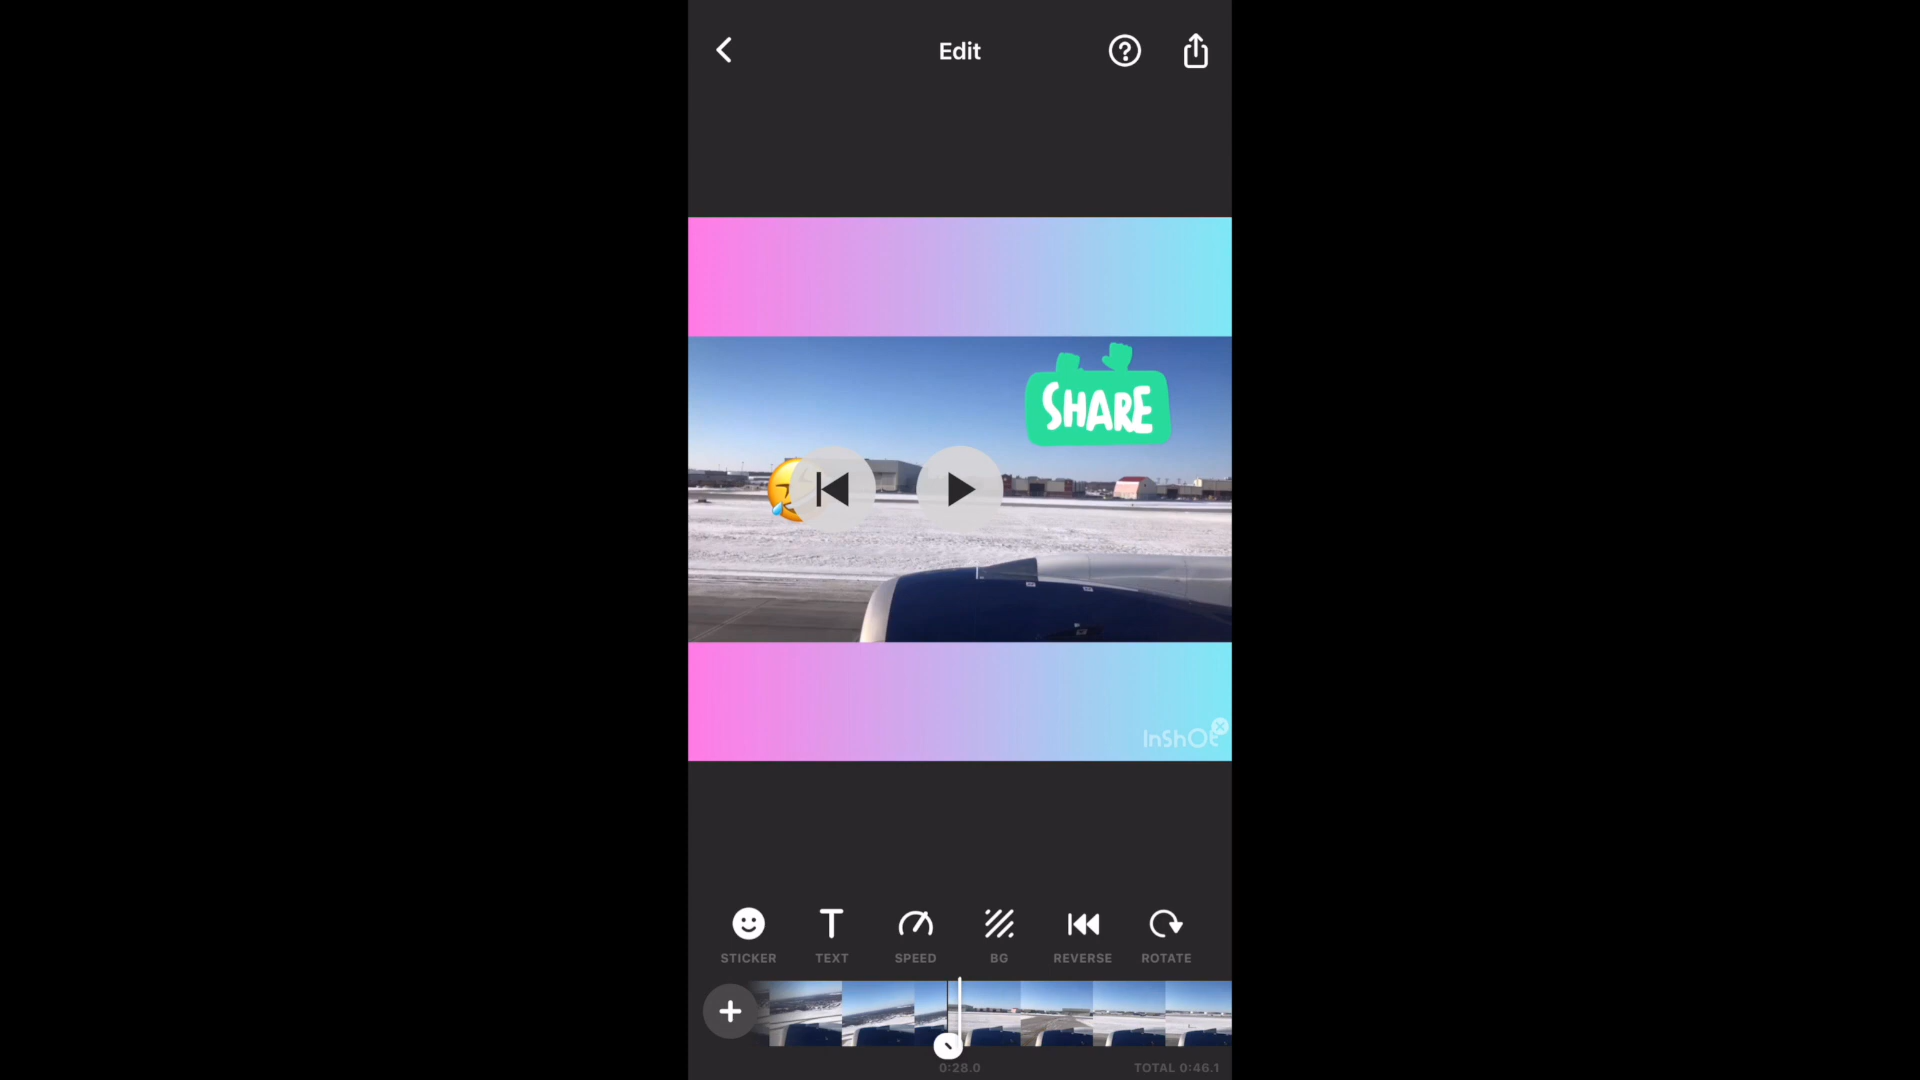 Edit
SHARE
InShOt
STICKER
TEXT
SPEED
BG
REVERSE
ROTATE
0:28.0
TOTAL 0:46.1